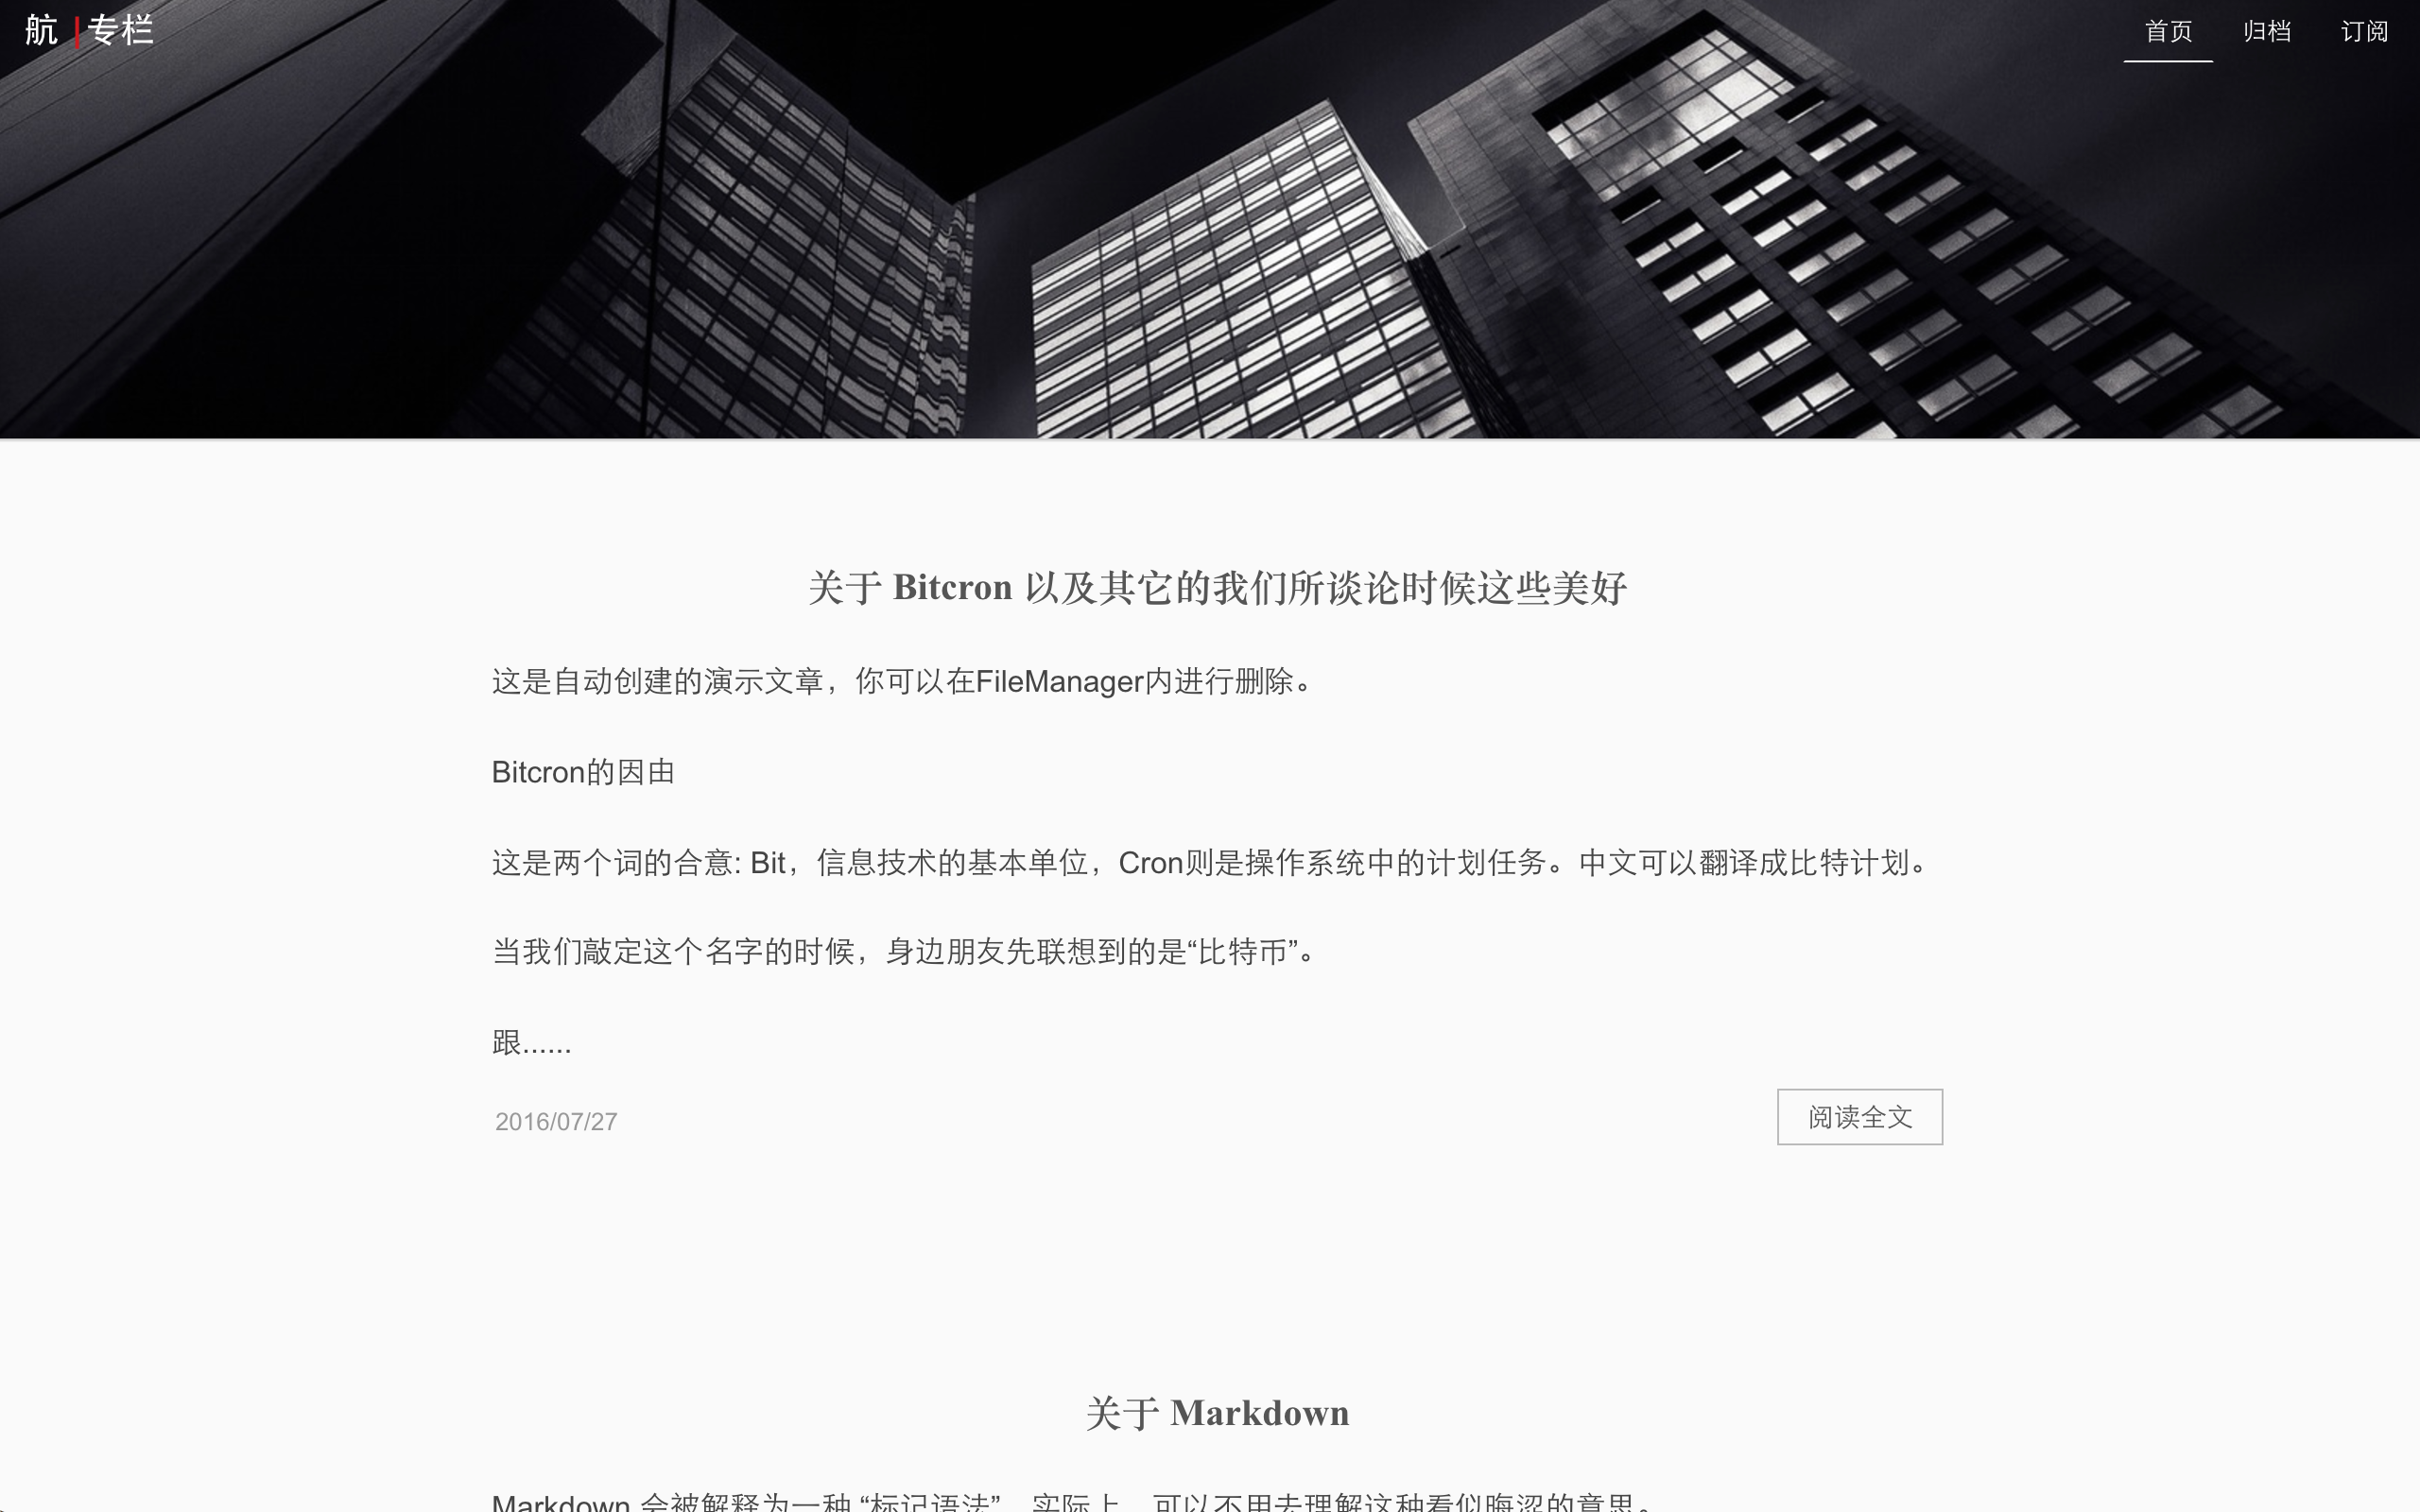 航 | 专栏
首页 归档 订阅
关于 Bitcron 以及其它的我们所谈论时候这些美好
这是自动创建的演示文章，你可以在FileManager内进行删除。
Bitcron的因由
这是两个词的合意: Bit，信息技术的基本单位，Cron则是操作系统中的计划任务。中文可以翻译成比特计划。
当我们敲定这个名字的时候，身边朋友先联想到的是“比特币”。
跟......
2016/07/27
阅读全文
关于 Markdown
Markdown 会被解释为一种 “标记语法”，实际上，可以不用去理解这种看似晦涩的意思。